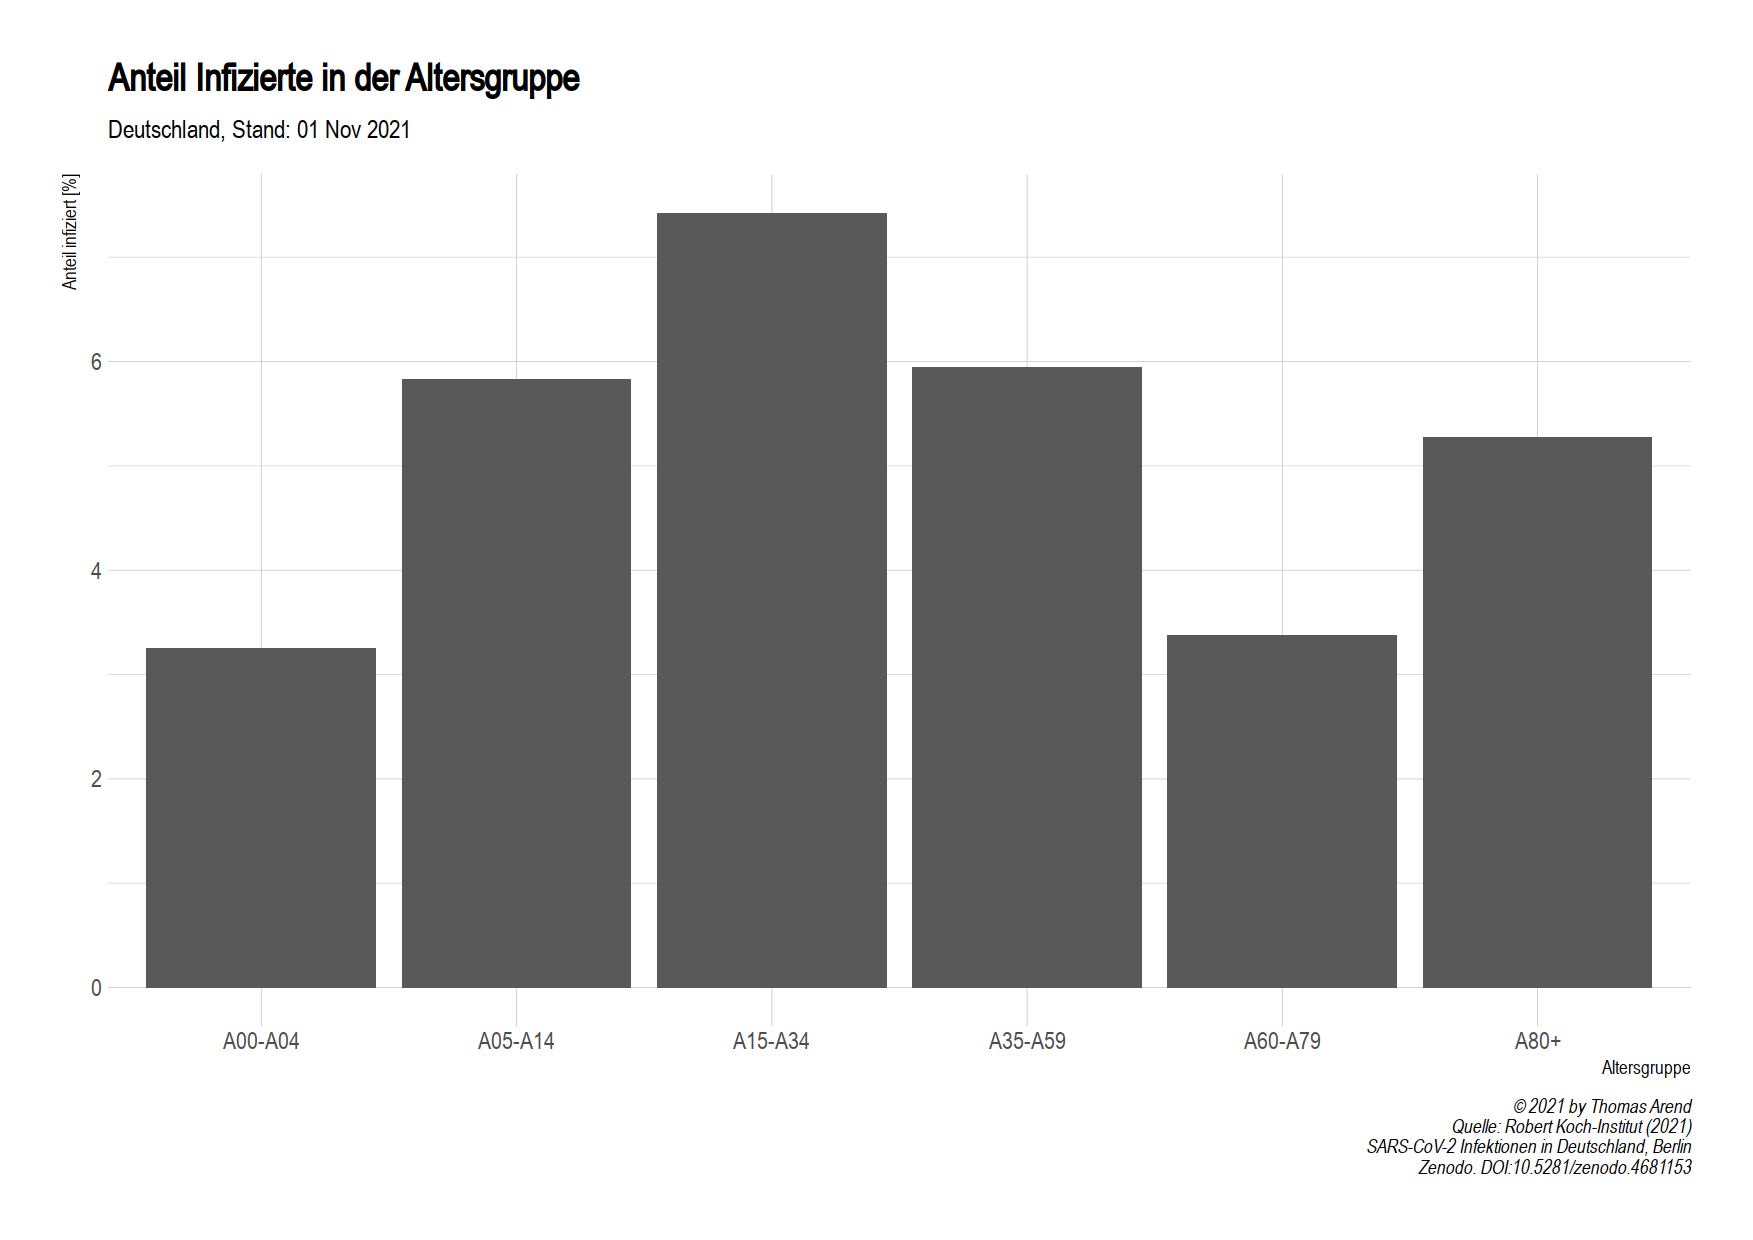 Anteil Infizierte in der Altersgruppe
Deutschland, Stand: 01 Nov 2021
Anteil infiziert [%]
6
4
2
0
A00-A04 A05-A14 A15-A34 A35-A59 A60-A79 A80+
Altersgruppe
© 2021 by Thomas Arend
Quelle: Robert Koch-Institut (2021)
SARS-CoV-2 Infektionen in Deutschland, Berlin
Zenodo. DOI:10.5281/zenodo.4681153